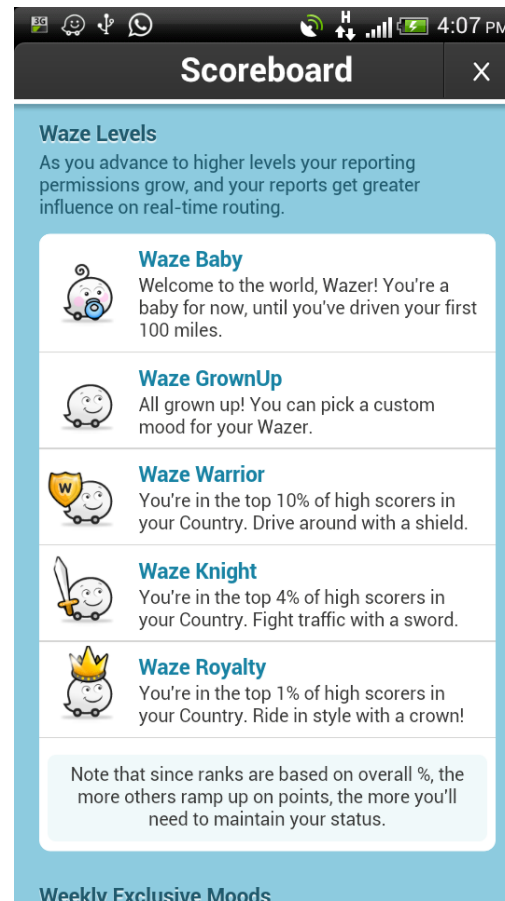 3G
H
4:07 PM
Scoreboard
X
Waze Levels
As you advance to higher levels your reporting
permissions grow, and your reports get greater
influence on real-time routing.
Waze Baby
Welcome to the world, Wazer! You're a
baby for now, until you've driven your first
100 miles.
Waze GrownUp
All grown up! You can pick a custom
mood for your Wazer.
W
Waze Warrior
You're in the top 10% of high scorers in
your Country. Drive around with a shield.
Waze Knight
You're in the top 4% of high scorers in
your Country. Fight traffic with a sword.
Waze Royalty
You're in the top 1% of high scorers in
your Country. Ride in style with a crown!
Note that since ranks are based on overall %, the
more others ramp up on points, the more you'll
need to maintain your status.
Weekly Exclusive Moods